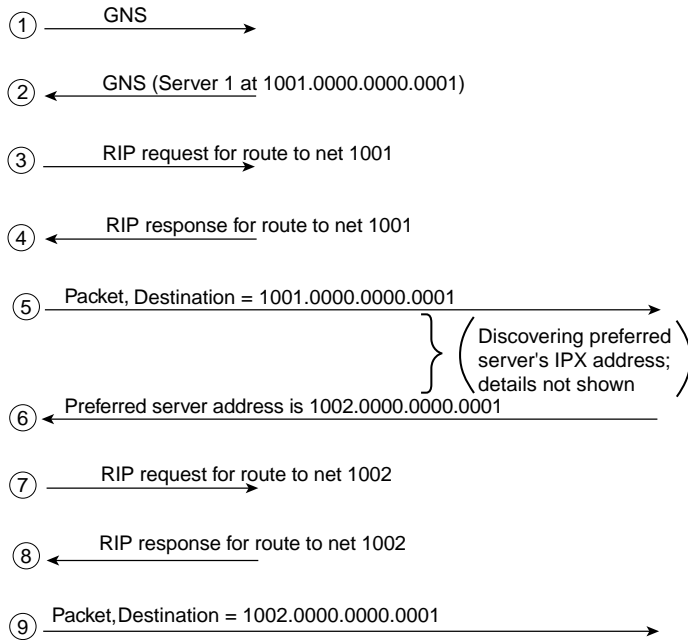 1 GNS
2 GNS (Server 1 at 1001.0000.0000.0001)
3 RIP request for route to net 1001
4 RIP response for route to net 1001
5 Packet, Destination = 1001.0000.0000.0001
Discovering preferred
server's IPX address;
details not shown
6 Preferred server address is 1002.0000.0000.0001
7 RIP request for route to net 1002
8 RIP response for route to net 1002
9 Packet,Destination = 1002.0000.0000.0001